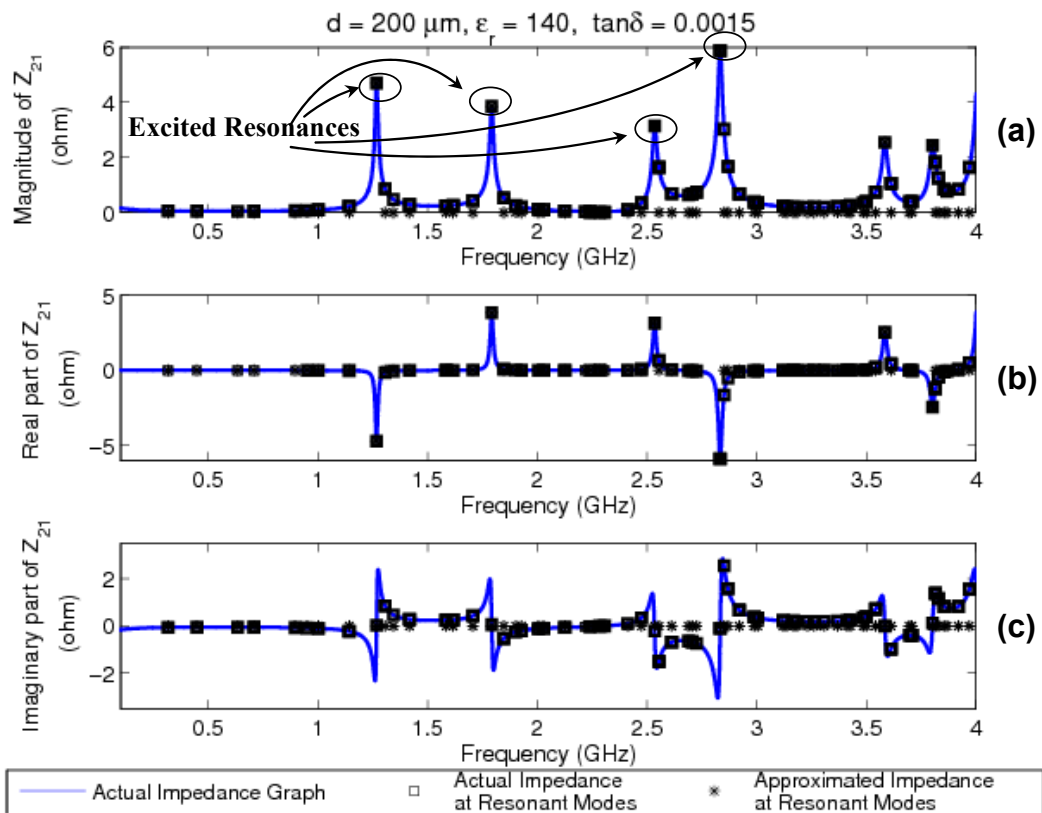 d = 200 μm, εr = 140, tanδ = 0.0015
Magnitude of Z21
(ohm)
6
4
2
0
Excited Resonances
(a)
0.5
1
1.5
2
2.5
3
3.5
4
Frequency (GHz)
Real part of Z21
(ohm)
5
0
−5
(b)
0.5
1
1.5
2
2.5
3
3.5
4
Frequency (GHz)
Imaginary part of Z21
(ohm)
2
0
−2
(c)
0.5
1
1.5
2
2.5
3
3.5
4
Frequency (GHz)
Actual Impedance Graph
Actual Impedance
at Resonant Modes
Approximated Impedance
at Resonant Modes